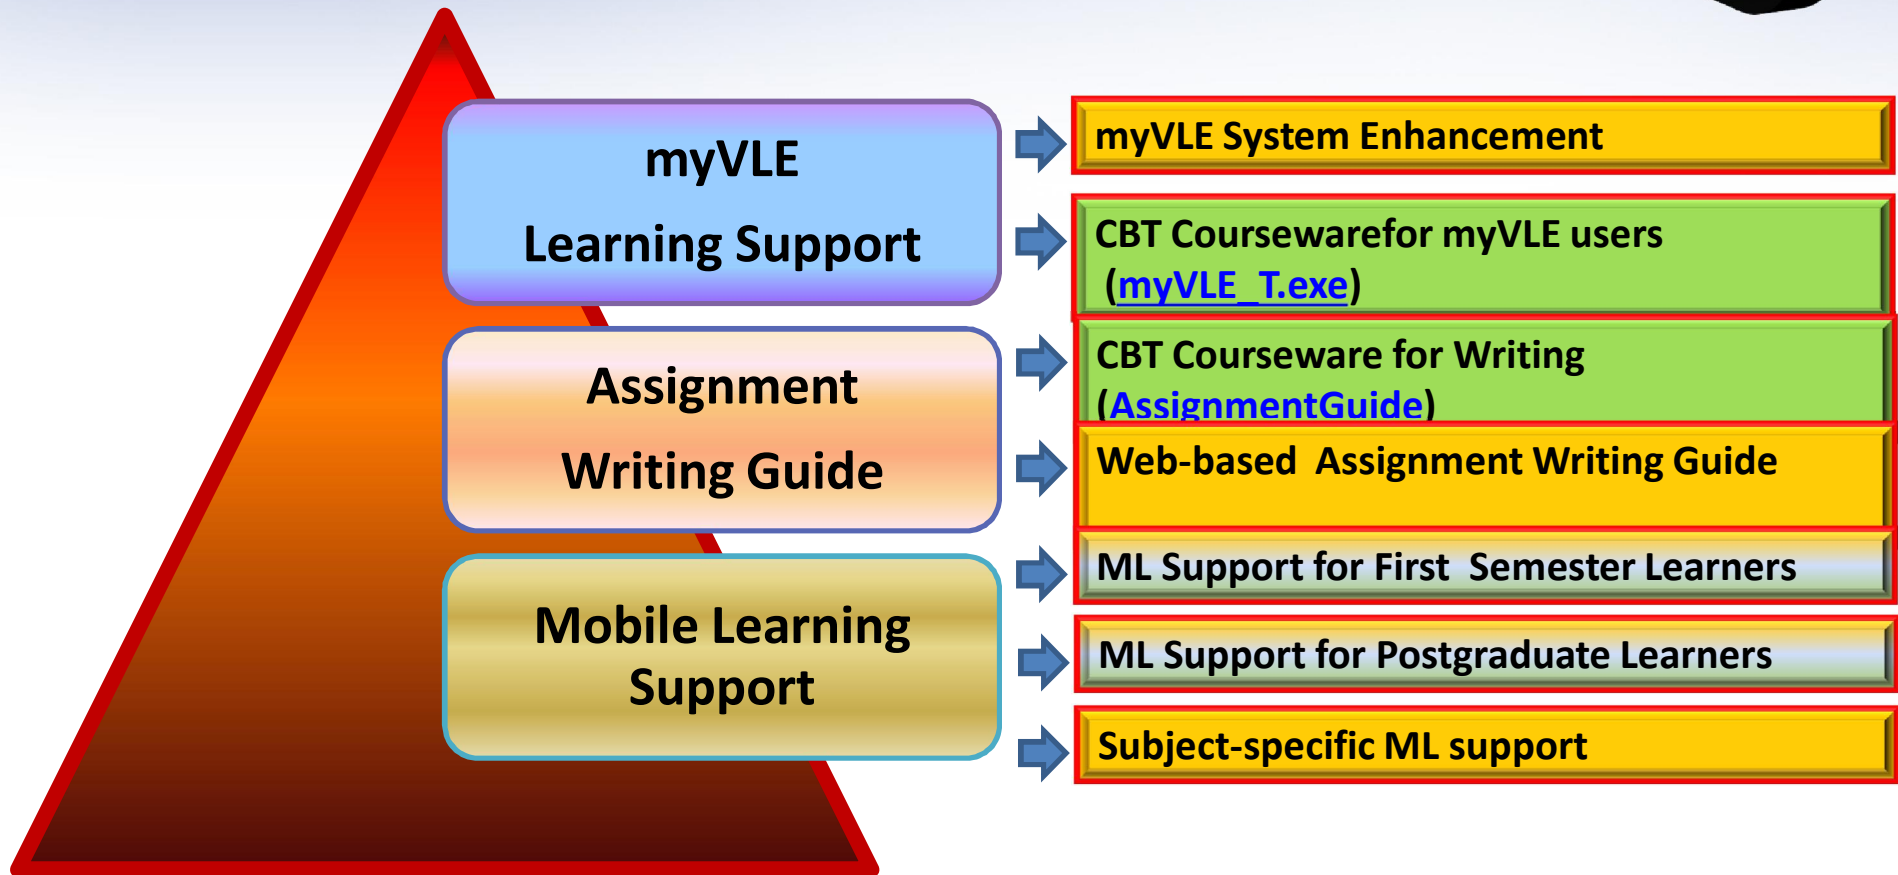 myVLE
Learning Support
myVLE System Enhancement
CBT Coursewarefor myVLE users
(myVLE_T.exe)
Assignment
Writing Guide
CBT Courseware for Writing
(AssignmentGuide)
Web-based  Assignment Writing Guide
Mobile Learning
Support
ML Support for First  Semester Learners
ML Support for Postgraduate Learners
Subject-specific ML support